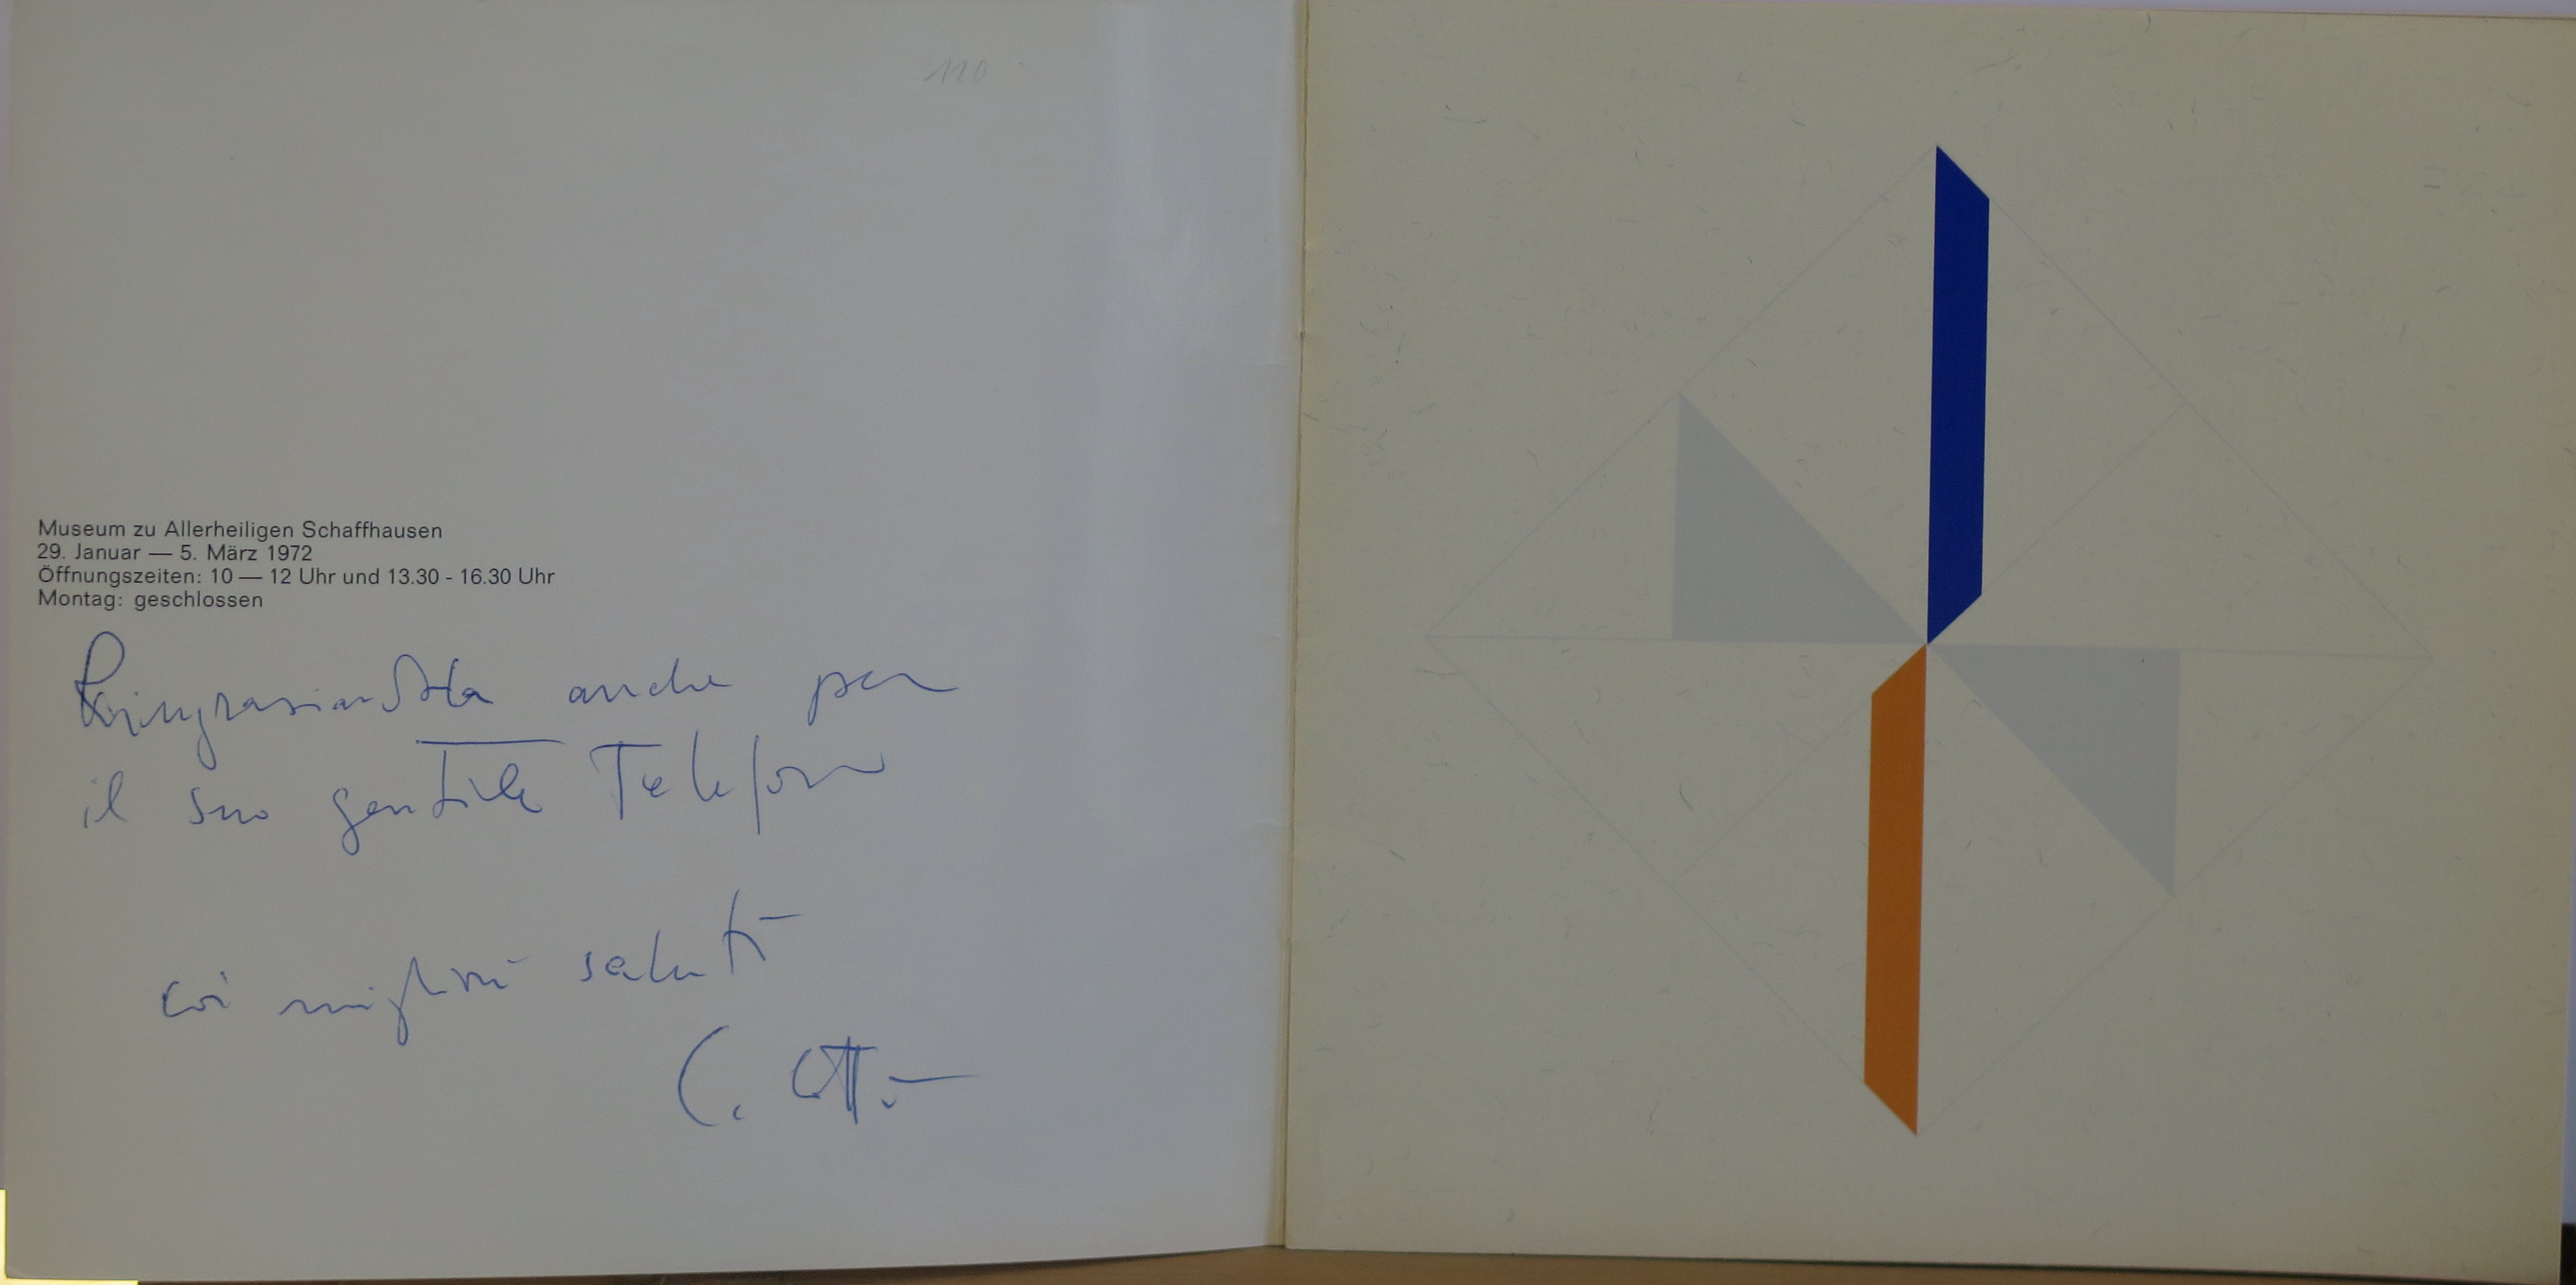 110
Museum zu Allerheiligen Schaffhausen
29. Januar — 5. März 1972
Öffnungszeiten: 10 — 12 Uhr und 13.30 - 16.30 Uhr
Montag: geschlossen
Ringraziandola anche per
il suo gentile Telefono
coi migliori saluti
C.